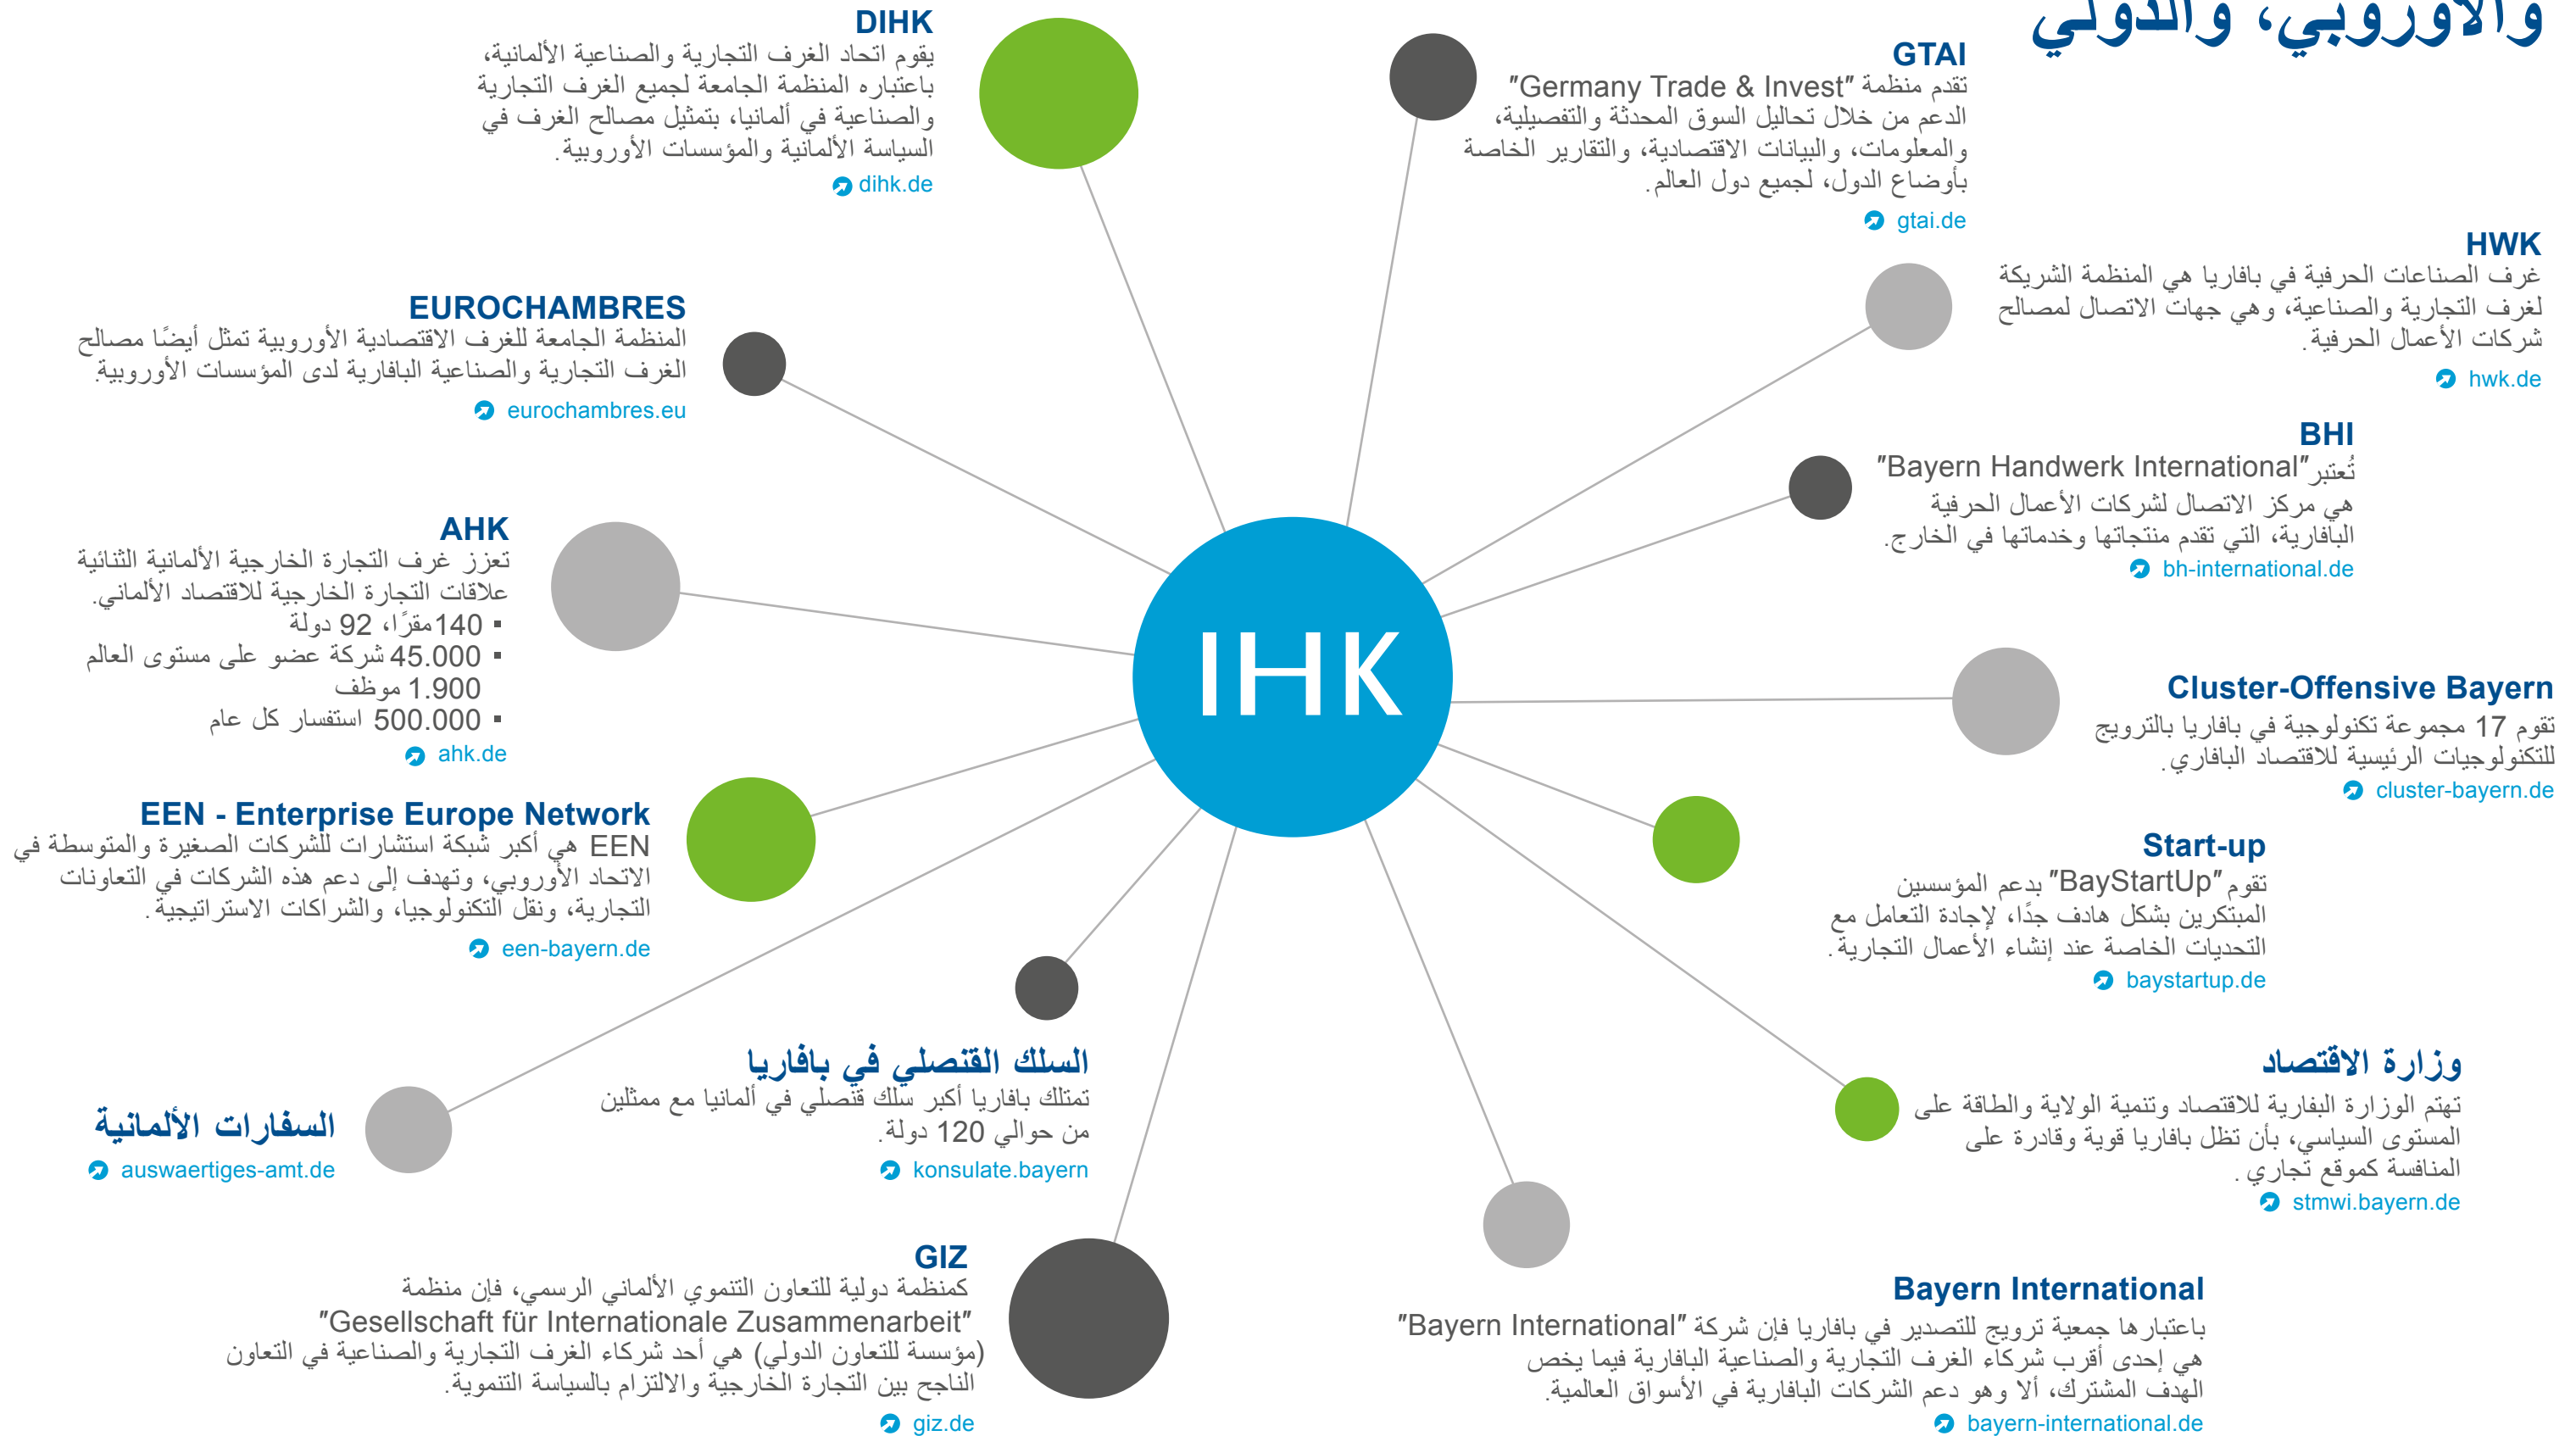 والأوروبي، والدولي
DIHK
يقوم اتحاد الغرف التجارية والصناعية الألمانية،
باعتباره المنظمة الجامعة لجميع الغرف التجارية
والصناعية في ألمانيا، بتمثيل مصالح الغرف في
السياسة الألمانية والمؤسسات الأوروبية.
dihk.de
GTAI
تقدم منظمة "Germany Trade & Invest"
الدعم من خلال تحاليل السوق المحدثة والتفصيلية،
والمعلومات، والبيانات الاقتصادية، والتقارير الخاصة
بأوضاع الدول، لجميع دول العالم.
gtai.de
HWK
غرف الصناعات الحرفية في بافاريا هي المنظمة الشريكة
لغرف التجارية والصناعية، وهي جهات الاتصال لمصالح
شركات الأعمال الحرفية.
hwk.de
EUROCHAMBRES
المنظمة الجامعة للغرف الاقتصادية الأوروبية تمثل أيضًا مصالح
الغرف التجارية والصناعية البافارية لدى المؤسسات الأوروبية.
eurochambres.eu
BHI
تُعتبر"Bayern Handwerk International"
هي مركز الاتصال لشركات الأعمال الحرفية
البافارية، التي تقدم منتجاتها وخدماتها في الخارج.
bh-international.de
AHK
تعزز غرف التجارة الخارجية الألمانية الثنائية
علاقات التجارة الخارجية للاقتصاد الألماني.
▪ 140مقرًا، 92 دولة
▪ 45.000 شركة عضو على مستوى العالم
1.900 موظف
▪ 500.000 استفسار كل عام
ahk.de
IHK
Cluster-Offensive Bayern
تقوم 17 مجموعة تكنولوجية في بافاريا بالترويج
للتكنولوجيات الرئيسية للاقتصاد البافاري.
cluster-bayern.de
EEN - Enterprise Europe Network
EEN هي أكبر شبكة استشارات للشركات الصغيرة والمتوسطة في
الاتحاد الأوروبي، وتهدف إلى دعم هذه الشركات في التعاونات
التجارية، ونقل التكنولوجيا، والشراكات الاستراتيجية.
een-bayern.de
Start-up
تقوم "BayStartUp" بدعم المؤسسين
المبتكرين بشكل هادف جدًا، لإجادة التعامل مع
التحديات الخاصة عند إنشاء الأعمال التجارية.
baystartup.de
السلك القنصلي في بافاريا
تمتلك بافاريا أكبر سلك قنصلي في ألمانيا مع ممثلين
من حوالي 120 دولة.
konsulate.bayern
وزارة الاقتصاد
تهتم الوزارة البفارية للاقتصاد وتنمية الولاية والطاقة على
المستوى السياسي، بأن تظل بافاريا قوية وقادرة على
المنافسة كموقع تجاري.
stmwi.bayern.de
السفارات الألمانية
auswaertiges-amt.de
GIZ
كمنظمة دولية للتعاون التنموي الألماني الرسمي، فإن منظمة
"Gesellschaft für Internationale Zusammenarbeit"
(مؤسسة للتعاون الدولي) هي أحد شركاء الغرف التجارية والصناعية في التعاون
الناجح بين التجارة الخارجية والالتزام بالسياسة التنموية.
giz.de
Bayern International
باعتبارها جمعية ترويج للتصدير في بافاريا فإن شركة "Bayern International"
هي إحدى أقرب شركاء الغرف التجارية والصناعية البافارية فيما يخص
الهدف المشترك، ألا وهو دعم الشركات البافارية في الأسواق العالمية.
bayern-international.de